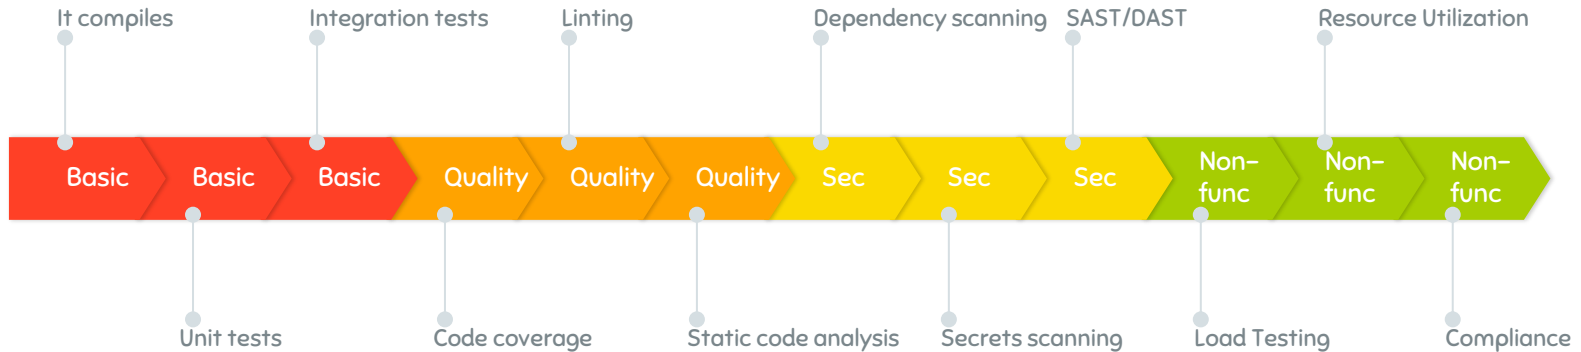 It compiles
Integration tests
Linting
Dependency scanning
SAST/DAST
Resource Utilization
Basic
Basic
Basic
Quality
Quality
Quality
Sec
Sec
Sec
Non-
func
Non-
func
Non-
func
Unit tests
Code coverage
Static code analysis
Secrets scanning
Load Testing
Compliance